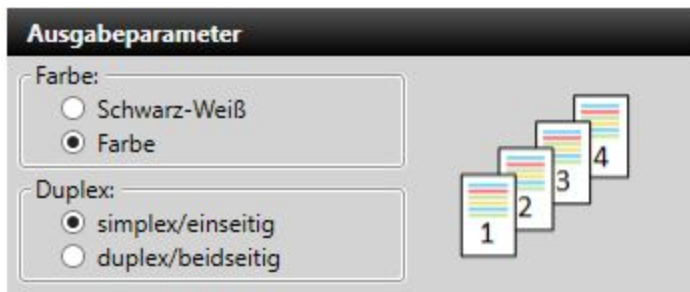 Ausgabeparameter
Farbe:
Schwarz-Weiß
Farbe
Duplex:
simplex/einseitig
duplex/beidseitig
1
2
3
4